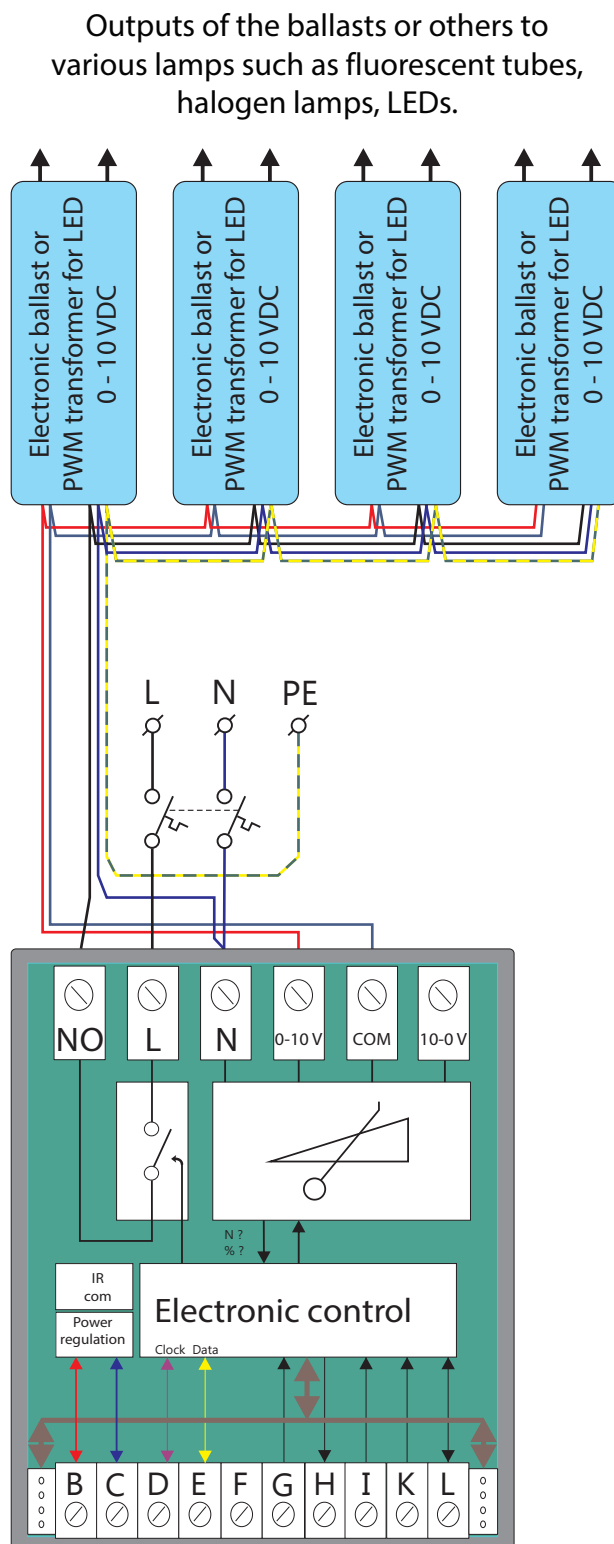 Outputs of the ballasts or others to
various lamps such as fluorescent tubes,
halogen lamps, LEDs.
Electronic ballast or
PWM transformer for LED
0 - 10 VDC
Electronic ballast or
PWM transformer for LED
0 - 10 VDC
Electronic ballast or
PWM transformer for LED
0 - 10 VDC
Electronic ballast or
PWM transformer for LED
0 - 10 VDC
L N PE
NO L N 0-10 V COM 10-0 V
N ?
% ?
IR
com
Power
regulation
Electronic control
Clock Data
B C D E F G H I K L